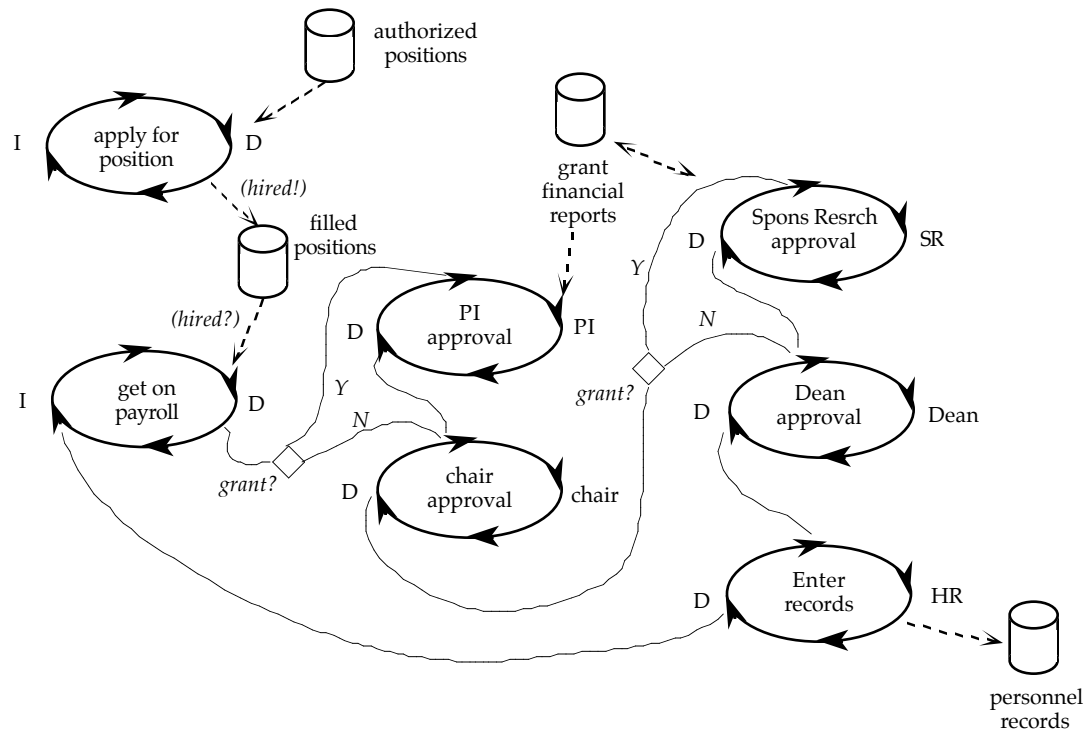 authorized
positions
I
apply for
position
D
(hired!)
filled
positions
(hired?)
I
get on
payroll
D
grant?
Y
N
D
PI
approval
PI
D
chair
approval
chair
grant
financial
reports
grant?
Y
N
D
Spons Resrch
approval
SR
D
Dean
approval
Dean
D
Enter
records
HR
personnel
records